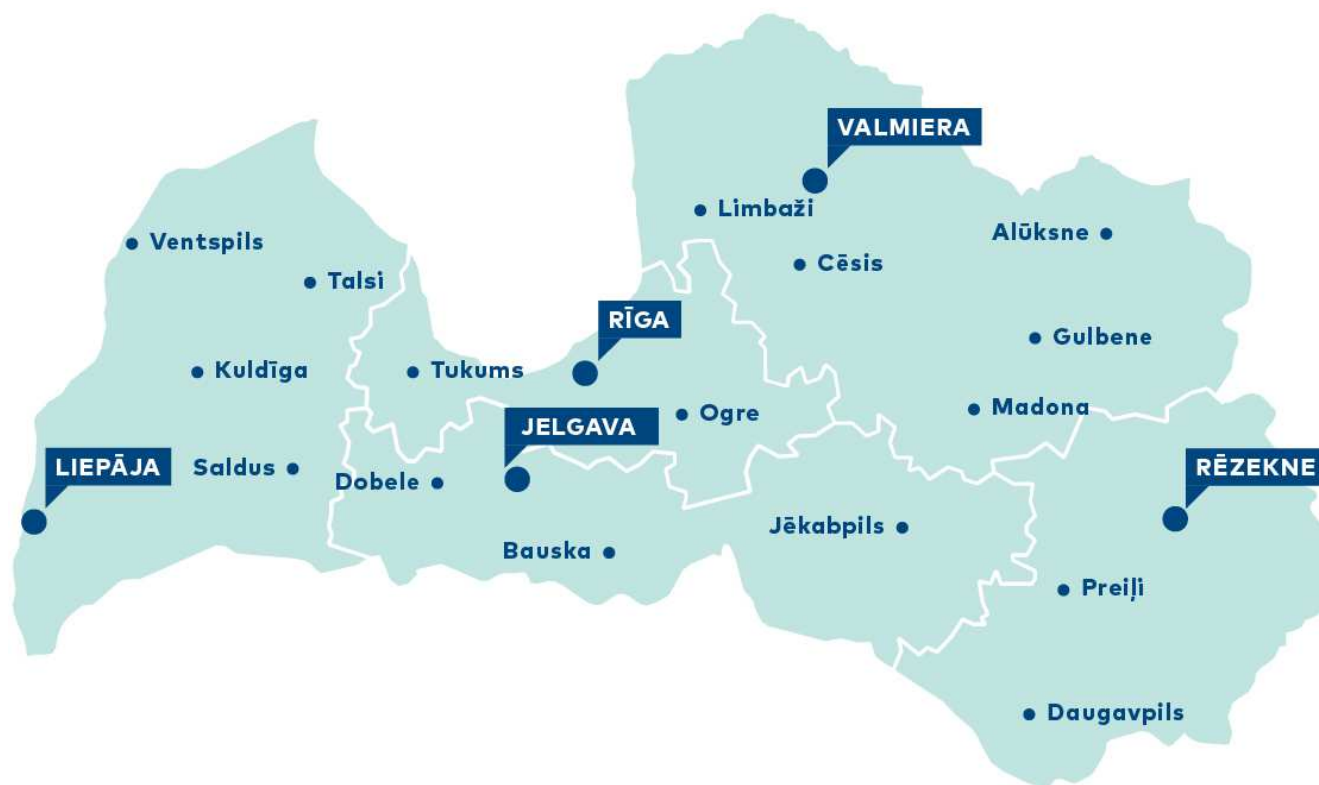 VALMIERA
Limbaži
Alūksne
Ventspils
Cēsis
Talsi
RĪGA
Gulbene
Kuldīga
Tukums
Madona
Ogre
JELGAVA
LIEPĀJA
Saldus
RĒZEKNE
Dobele
Jēkabpils
Bauska
Preiļi
Daugavpils